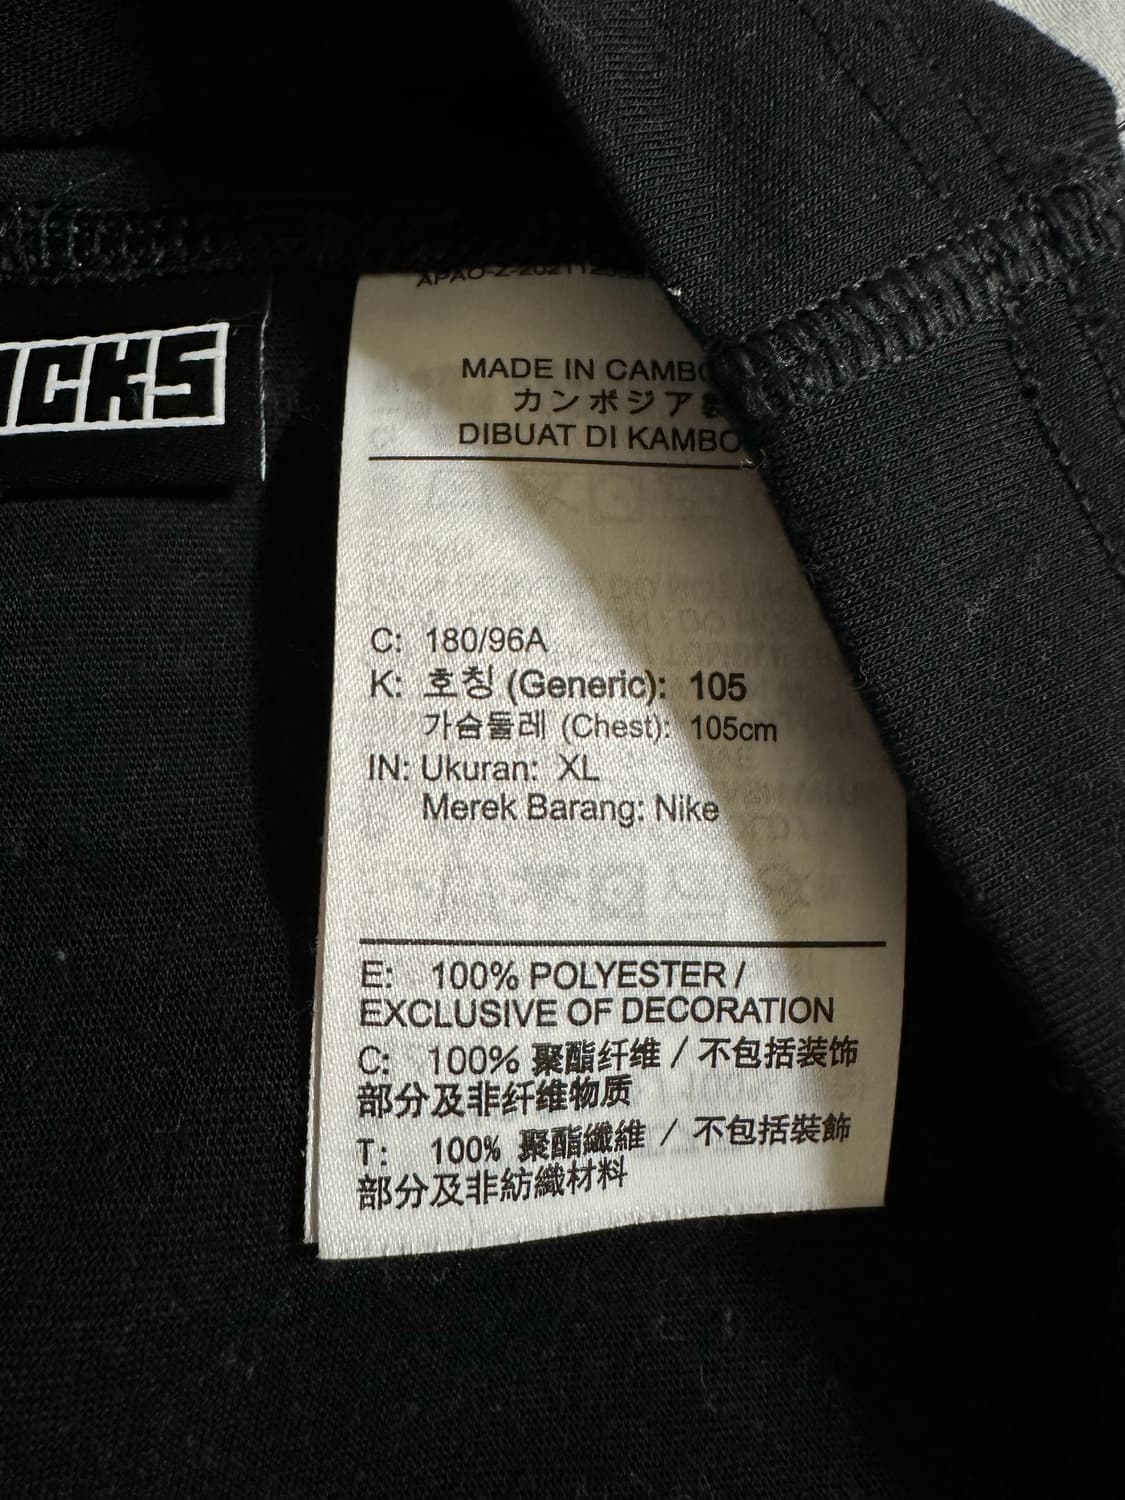 ICKS
MADE IN
カンボジア製
DIBUAT DI
C: 180/96A
K: 호칭 (Generic): 105
가슴둘레 (Chest): 105cm
IN: Ukuran: XL
Merek Barang: Nike
E: 100% POLYESTER /
EXCLUSIVE OF DECORATION
C: 100% 聚酯纤维 / 不包括装饰
部分及非纤维物质
T: 100% 聚酯纖維 / 不包括裝飾
部分及非紡織材料